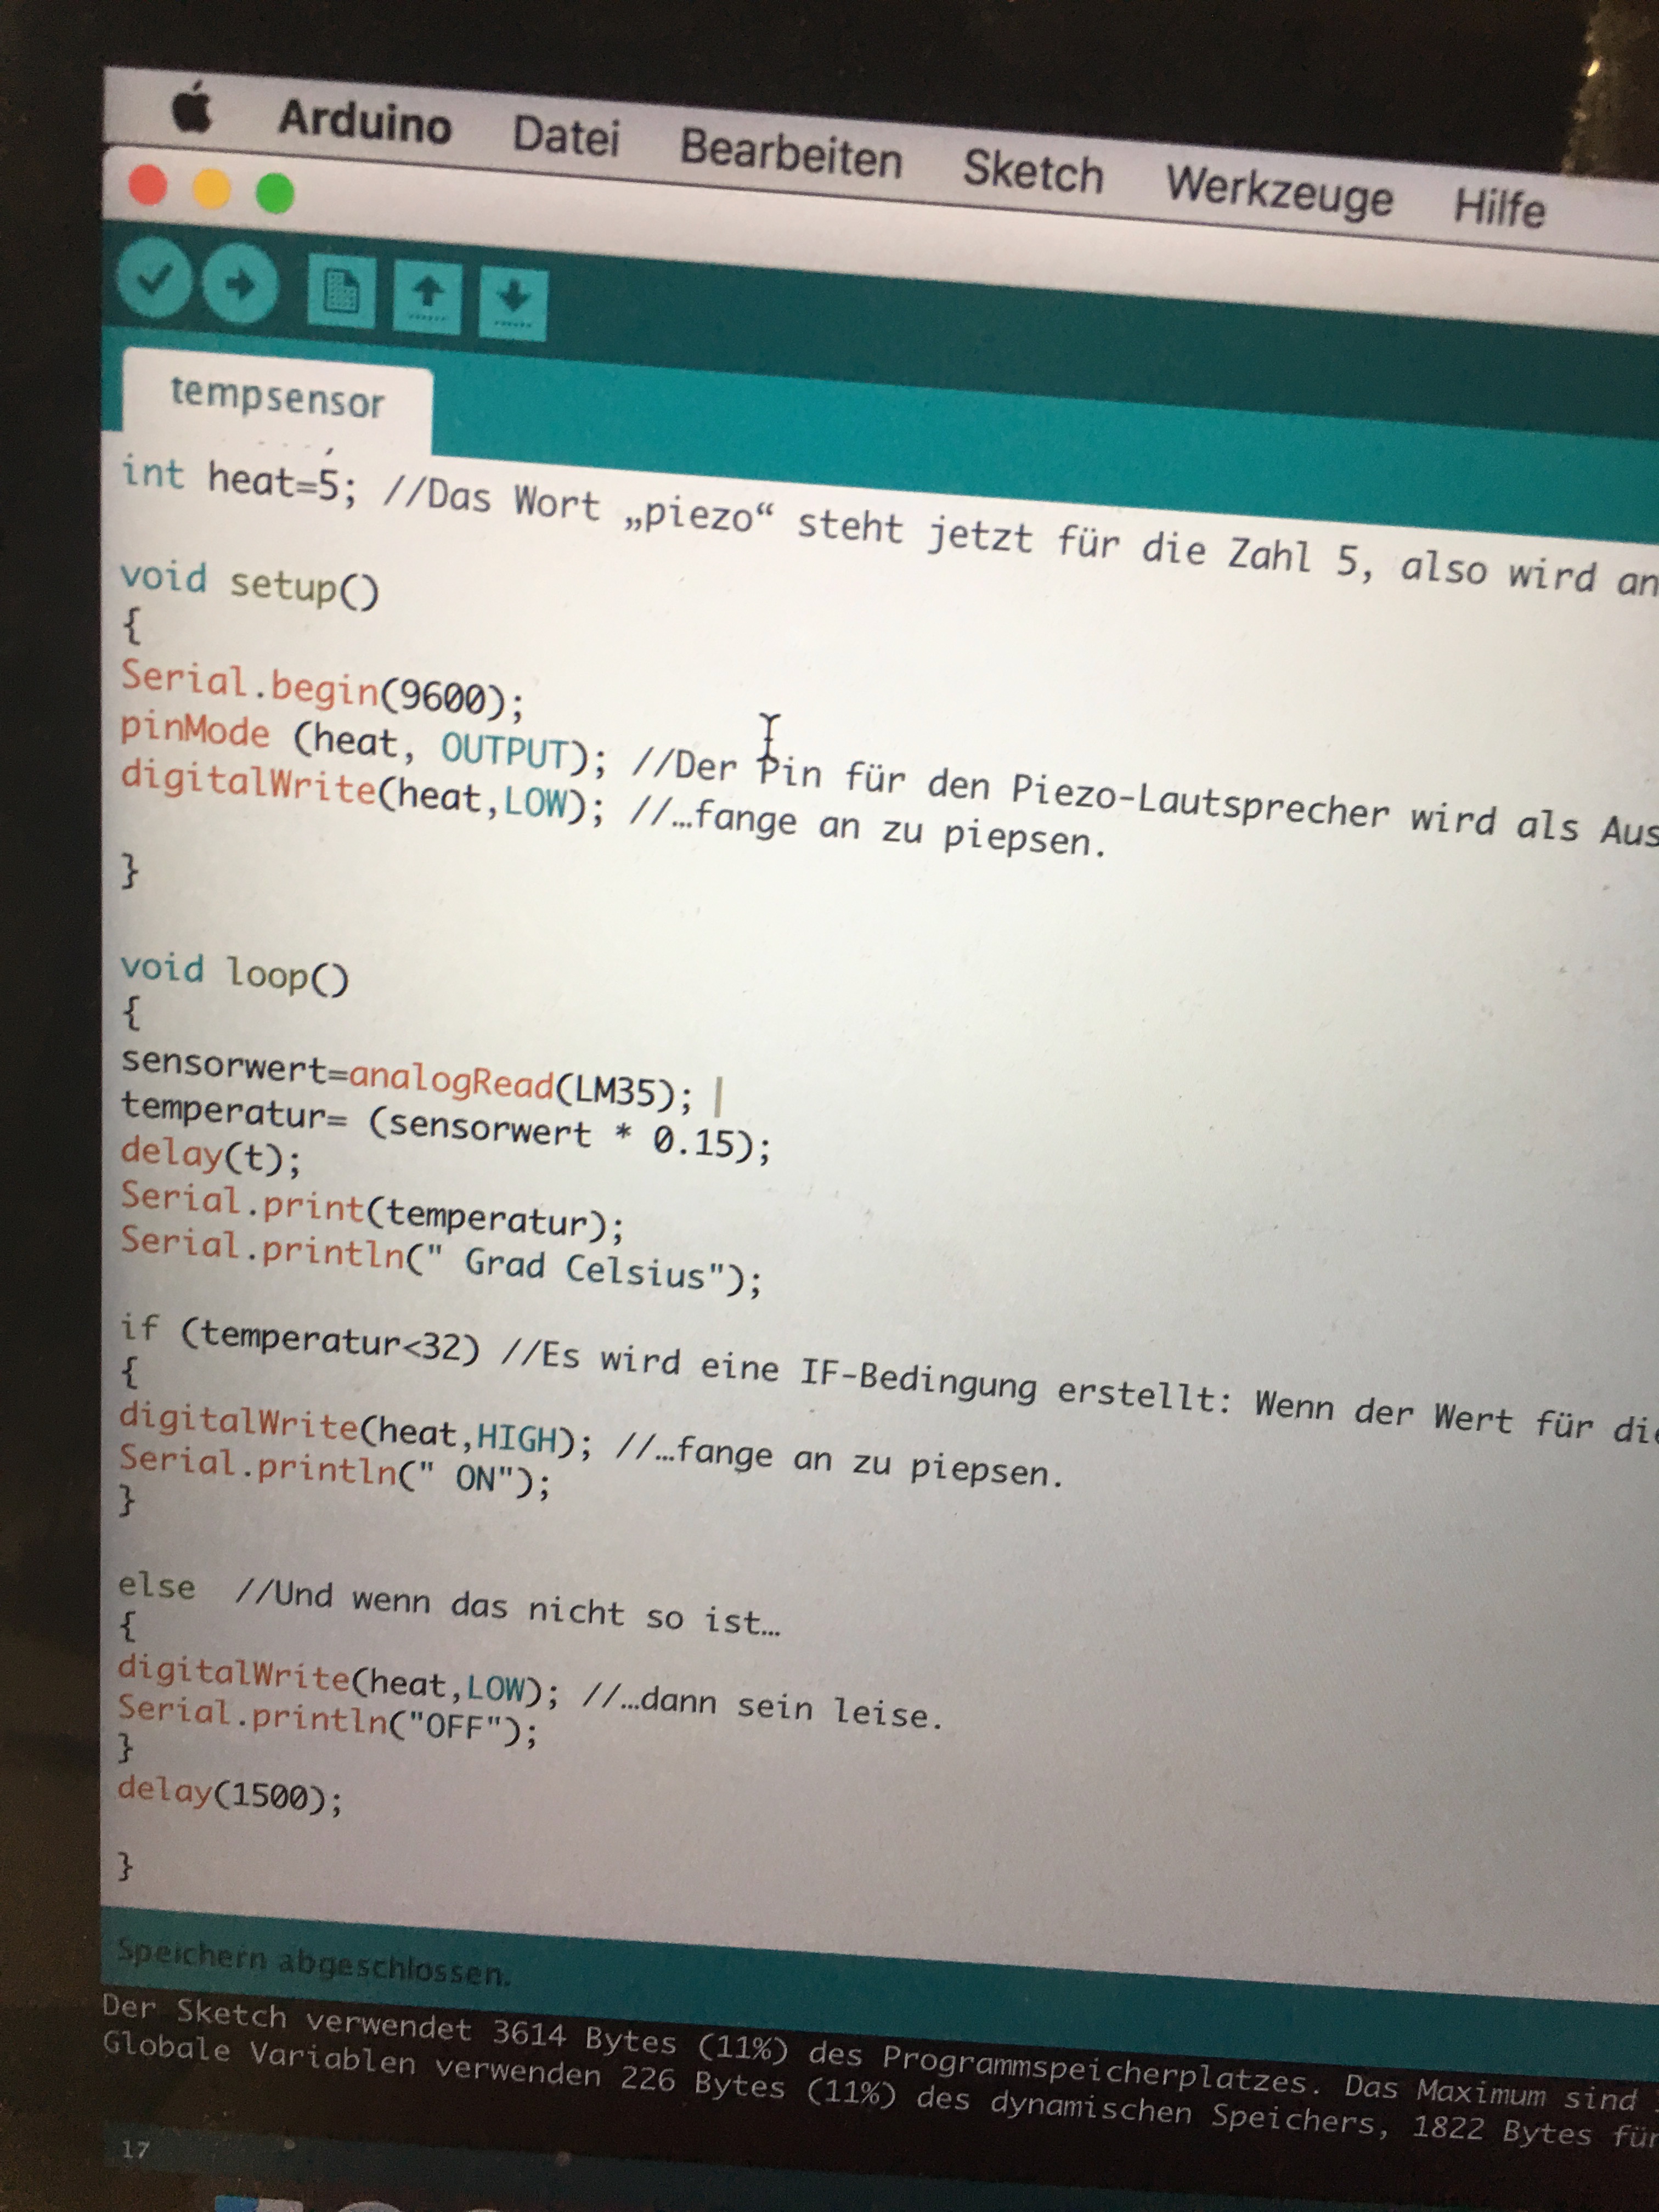 Arduino Datei Bearbeiten Sketch Werkzeuge Hilfe
tempsensor
int heat=5; //Das Wort „piezo“ steht jetzt für die Zahl 5, also wird an
void setup()
{
Serial.begin(9600);
pinMode (heat, OUTPUT); //Der Pin für den Piezo-Lautsprecher wird als Aus
digitalWrite(heat,LOW); //…fange an zu piepsen.
}
void loop()
{
sensorwert=analogRead(LM35);
temperatur= (sensorwert * 0.15);
delay(t);
Serial.print(temperatur);
Serial.println(" Grad Celsius");
if (temperatur<32) //Es wird eine IF-Bedingung erstellt: Wenn der Wert für die
{
digitalWrite(heat,HIGH); //…fange an zu piepsen.
Serial.println(" ON");
}
else  //Und wenn das nicht so ist…
{
digitalWrite(heat,LOW); //…dann sein leise.
Serial.println("OFF");
}
delay(1500);
}
Speichern abgeschlossen.
Der Sketch verwendet 3614 Bytes (11%) des Programmspeicherplatzes. Das Maximum sind
Globale Variablen verwenden 226 Bytes (11%) des dynamischen Speichers, 1822 Bytes für
17